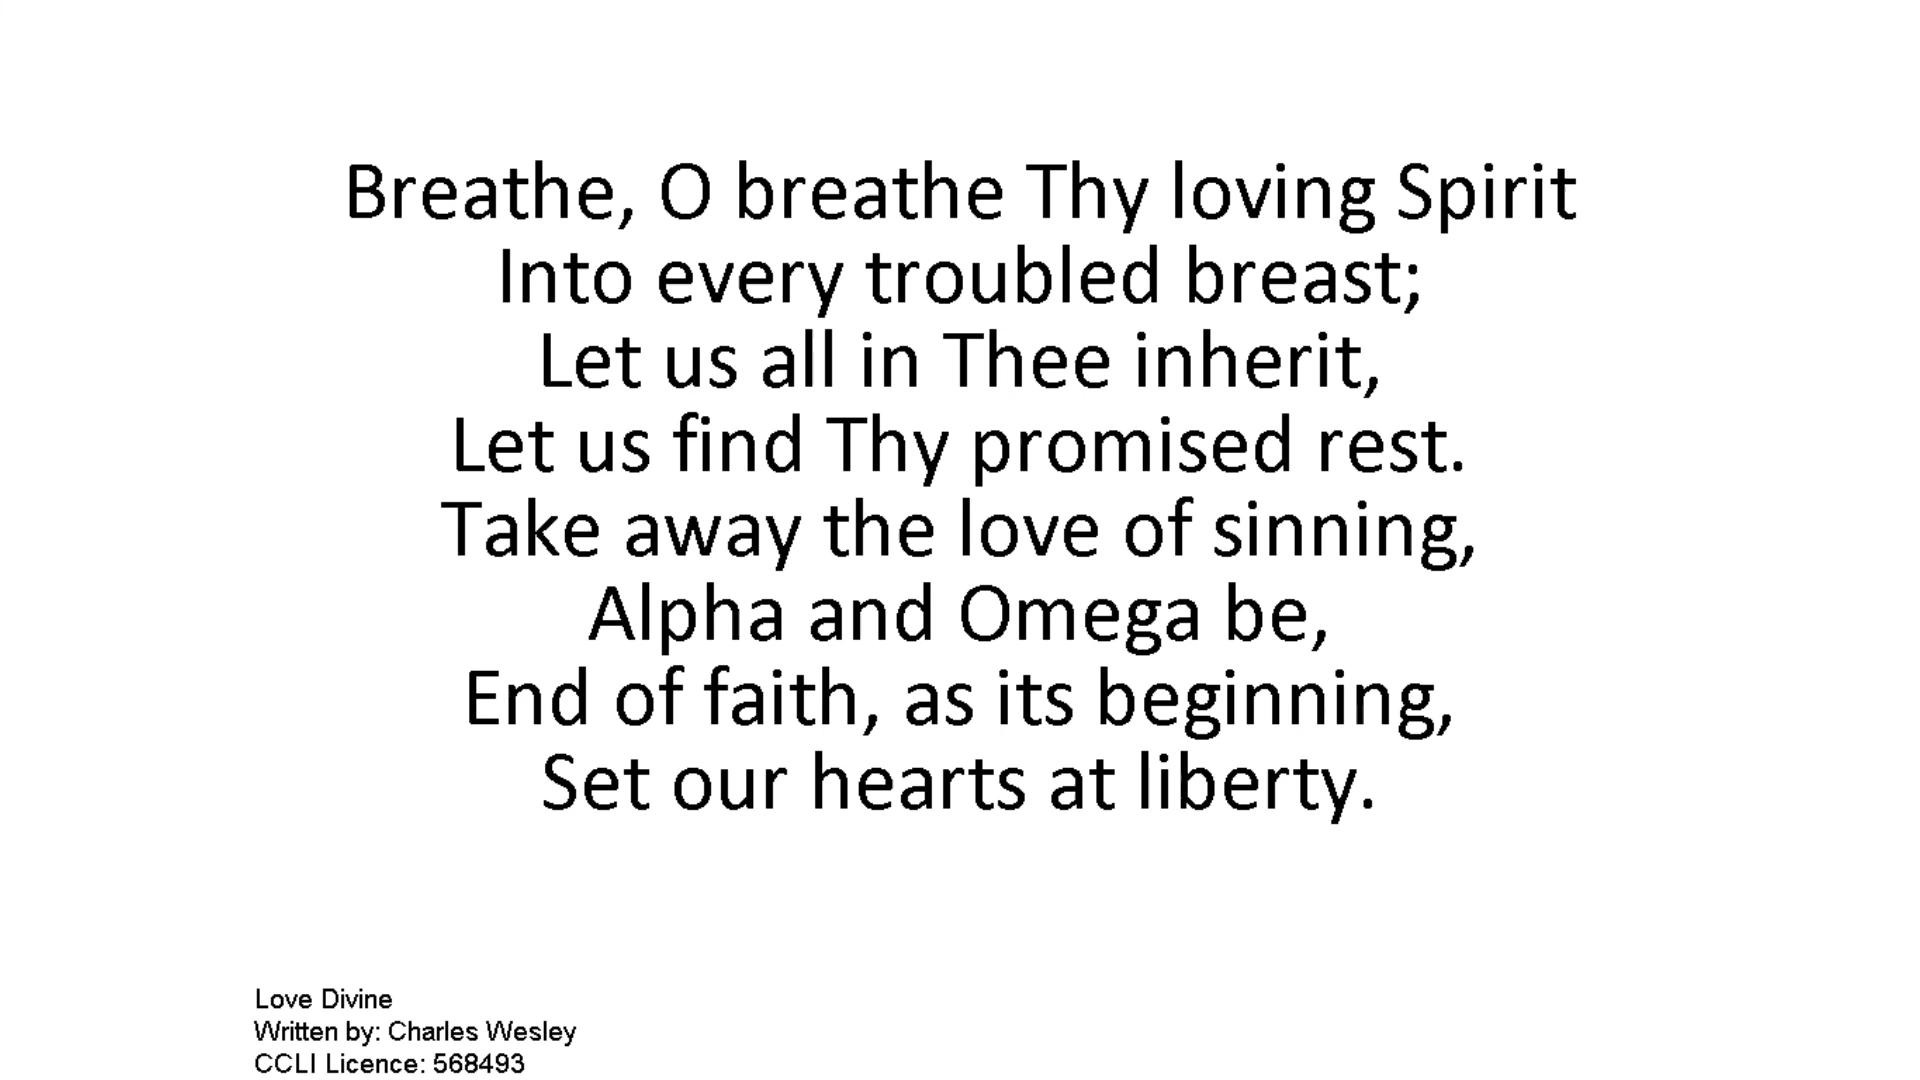 Breathe, O breathe Thy loving Spirit
Into every troubled breast;
Let us all in Thee inherit,
Let us find Thy promised rest.
Take away the love of sinning,
Alpha and Omega be,
End of faith, as its beginning,
Set our hearts at liberty.
Love Divine
Written by: Charles Wesley
CCLI Licence: 568493